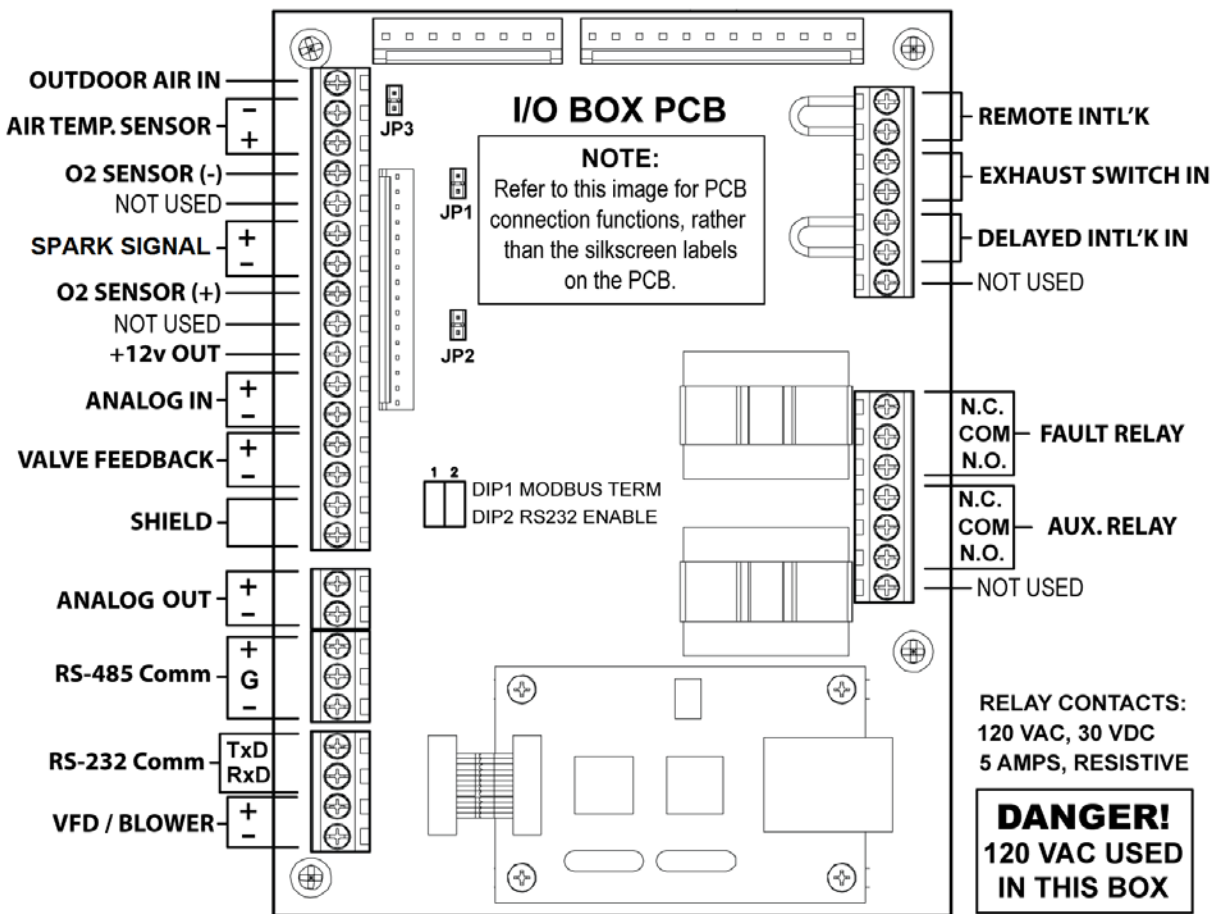 OUTDOOR AIR IN
AIR TEMP. SENSOR
-
+
O2 SENSOR (-)
NOT USED
SPARK SIGNAL
+
-
O2 SENSOR (+)
NOT USED
+12v OUT
ANALOG IN
+
-
VALVE FEEDBACK
+
-
SHIELD
ANALOG OUT
+
-
RS-485 Comm
+
G
-
RS-232 Comm
TxD
RxD
VFD / BLOWER
+
-
JP3
I/O BOX PCB
JP1
NOTE:
Refer to this image for PCB
connection functions, rather
than the silkscreen labels
on the PCB.
JP2
1 2
DIP1 MODBUS TERM
DIP2 RS232 ENABLE
REMOTE INTL'K
EXHAUST SWITCH IN
DELAYED INTL'K IN
NOT USED
N.C.
COM
N.O.
FAULT RELAY
N.C.
COM
N.O.
AUX. RELAY
NOT USED
RELAY CONTACTS:
120 VAC, 30 VDC
5 AMPS, RESISTIVE
DANGER!
120 VAC USED
IN THIS BOX